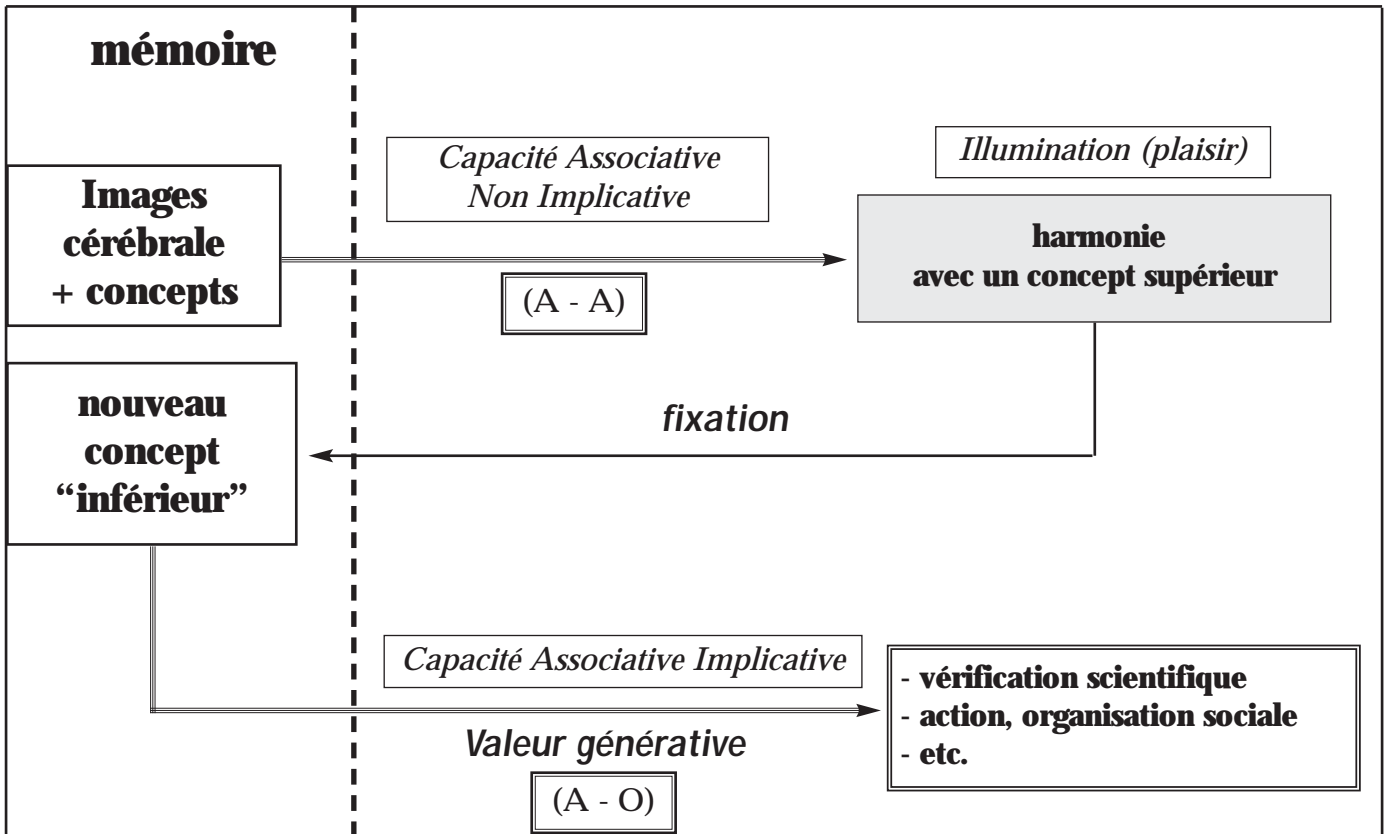 mémoire
Capacité Associative
Non Implicative
Illumination (plaisir)
Images
cérébrale
+ concepts
harmonie
avec un concept supérieur
(A - A)
nouveau
concept
“inférieur”
fixation
Capacité Associative Implicative
- vérification scientifique
- action, organisation sociale
- etc.
Valeur générative
(A - O)